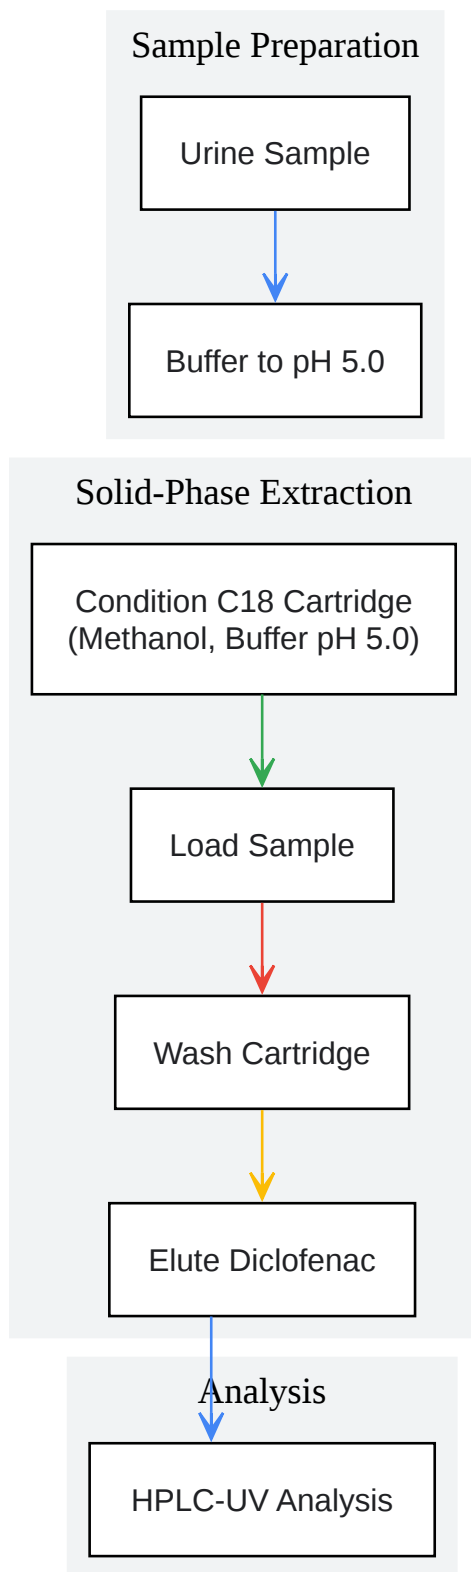 Sample Preparation
Urine Sample
Buffer to pH 5.0
Solid-Phase Extraction
Condition C18 Cartridge
(Methanol, Buffer pH 5.0)
Load Sample
Wash Cartridge
Elute Diclofenac
Analysis
HPLC-UV Analysis